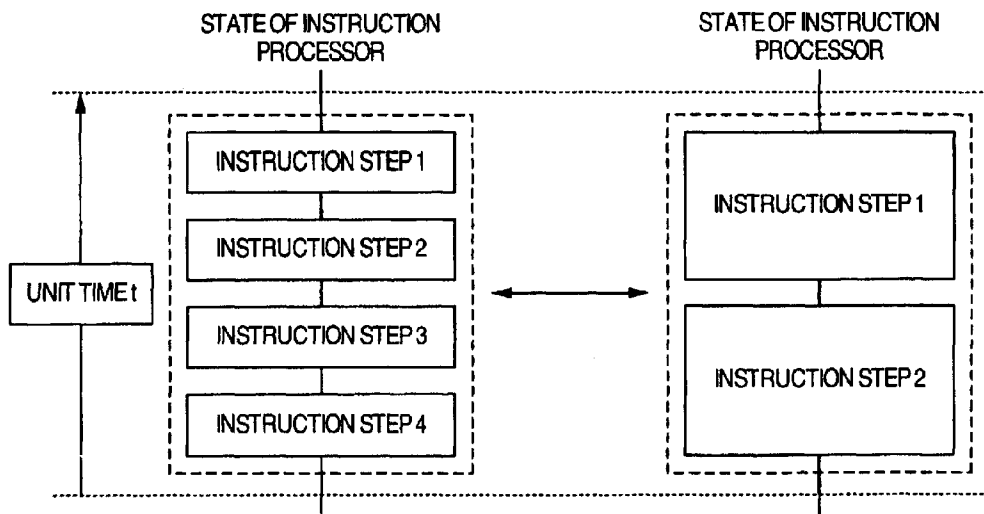 STATE OF INSTRUCTION
PROCESSOR
STATE OF INSTRUCTION
PROCESSOR
INSTRUCTION STEP 1
INSTRUCTION STEP 2
INSTRUCTION STEP 3
INSTRUCTION STEP 4
UNIT TIME t
INSTRUCTION STEP 1
INSTRUCTION STEP 2